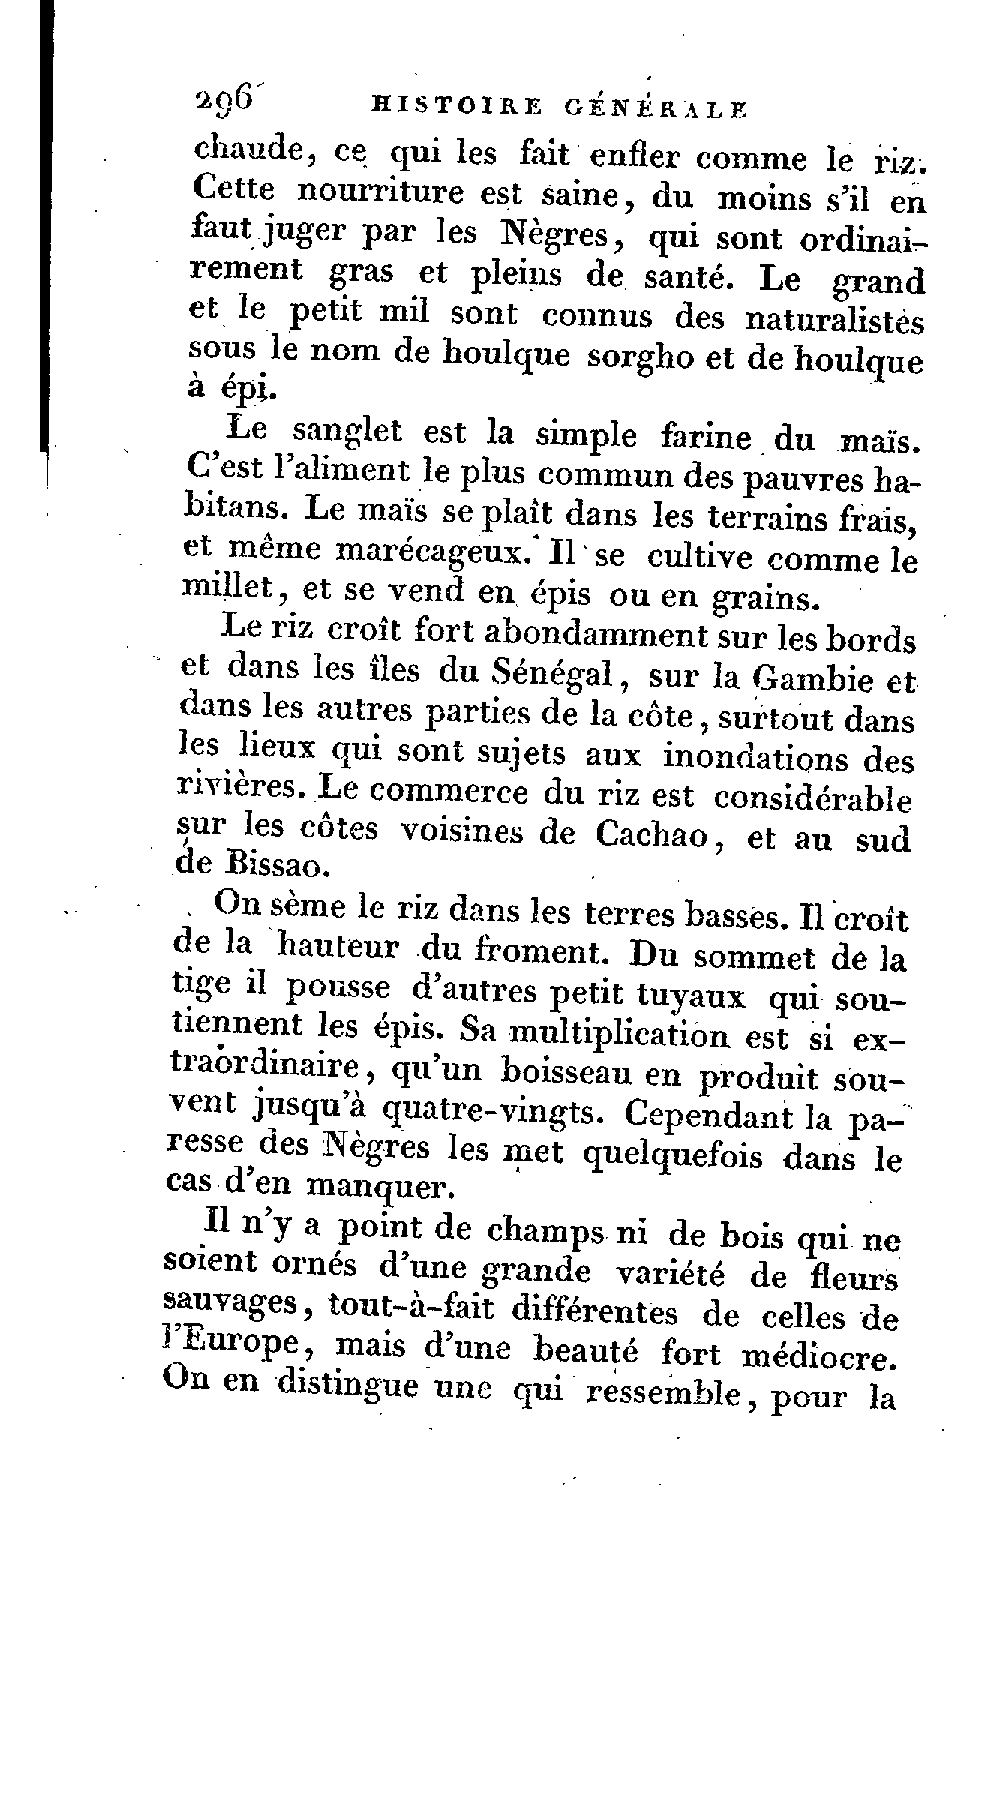 296 HISTOIRE GÉNÉRALE
chaude, ce qui les fait enfler comme le riz.
Cette nourriture est saine, du moins s'il en
faut juger par les Nègres, qui sont ordinai-
rement gras et pleins de santé. Le grand
et le petit mil sont connus des naturalistes
sous le nom de houlque sorgho et de houlque
à épi.
Le sanglet est la simple farine du maïs.
C'est l'aliment le plus commun des pauvres ha-
bitans. Le maïs se plaît dans les terrains frais,
et même marécageux. Il se cultive comme le
millet, et se vend en épis ou en grains.
Le riz croît fort abondamment sur les bords
et dans les îles du Sénégal, sur la Gambie et
dans les autres parties de la côte, surtout dans
les lieux qui sont sujets aux inondations des
rivières. Le commerce du riz est considérable
sur les côtes voisines de Cachao, et au sud
de Bissao.
On sème le riz dans les terres basses. Il croît
de la hauteur du froment. Du sommet de la
tige il pousse d'autres petit tuyaux qui sou-
tiennent les épis. Sa multiplication est si ex-
traordinaire, qu'un boisseau en produit sou-
vent jusqu'à quatre-vingts. Cependant la pa-
resse des Nègres les met quelquefois dans le
cas d'en manquer.
Il n'y a point de champs ni de bois qui ne
soient ornés d'une grande variété de fleurs
sauvages, tout-à-fait différentes de celles de
l'Europe, mais d'une beauté fort médiocre.
On en distingue une qui ressemble, pour la